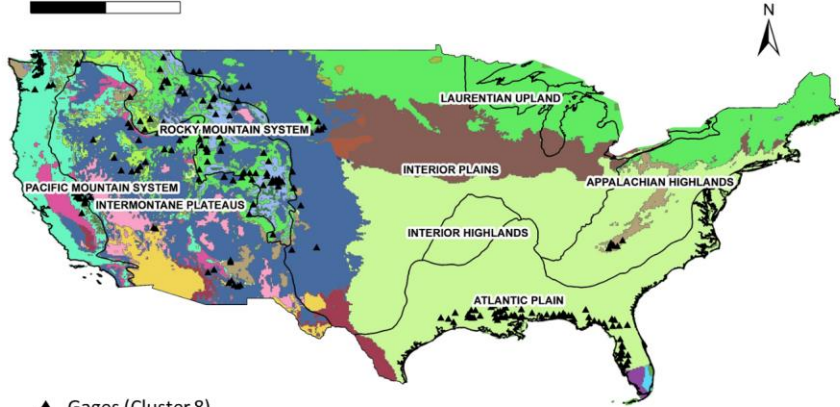 N
LAURENTIAN UPLAND
ROCKY MOUNTAIN SYSTEM
INTERIOR PLAINS
APPALACHIAN HIGHLANDS
PACIFIC MOUNTAIN SYSTEM
INTERMONTANE PLATEAUS
INTERIOR HIGHLANDS
ATLANTIC PLAIN
Gages (Cluster 8)